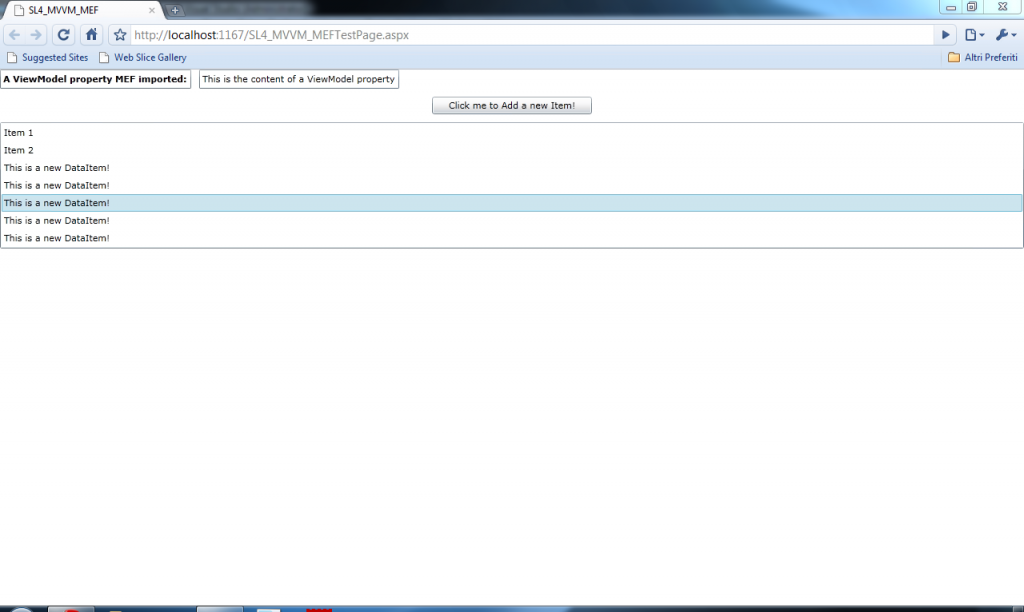 SL4_MVVM_MEF
http://localhost:1167/SL4_MVVM_MEFTestPage.aspx
Suggested Sites Web Slice Gallery Altri Preferiti
A ViewModel property MEF imported: This is the content of a ViewModel property
Click me to Add a new Item!
Item 1
Item 2
This is a new DataItem!
This is a new DataItem!
This is a new DataItem!
This is a new DataItem!
This is a new DataItem!